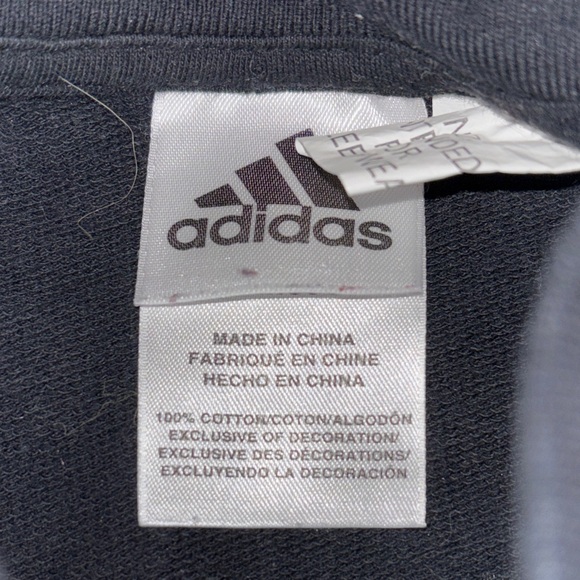 adidas
MADE IN CHINA
FABRIQUÉ EN CHINE
HECHO EN CHINA
100% COTTON/COTON/ALGODÓN
EXCLUSIVE OF DECORATION/
EXCLUSIVE DES DÉCORATIONS/
EXCLUYENDO LA DECORACIÓN